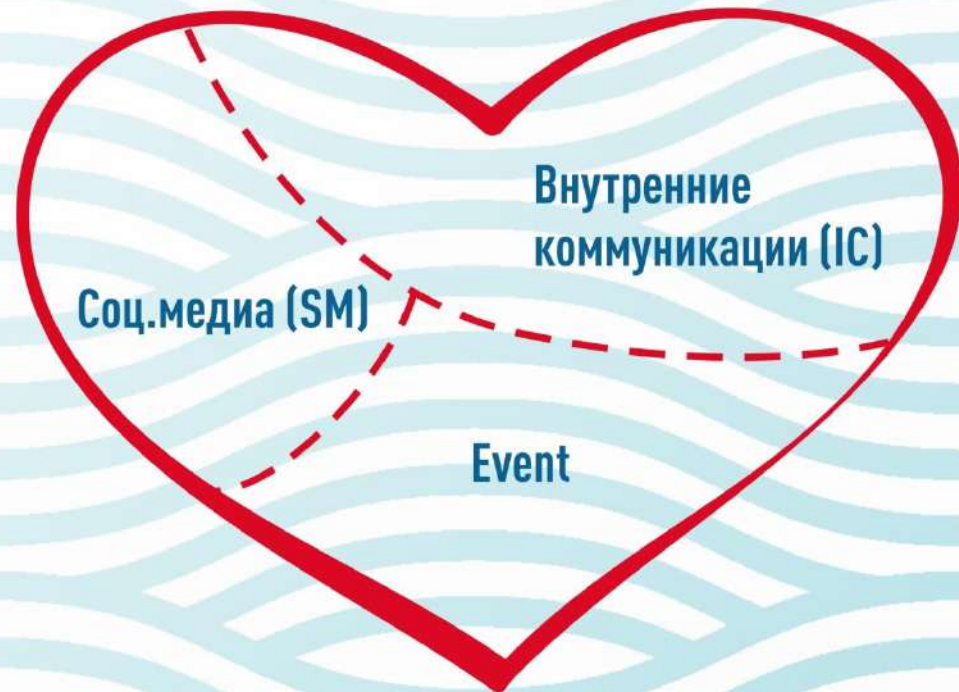 Внутренние
коммуникации (IC)
Соц.медиа (SM)
Event